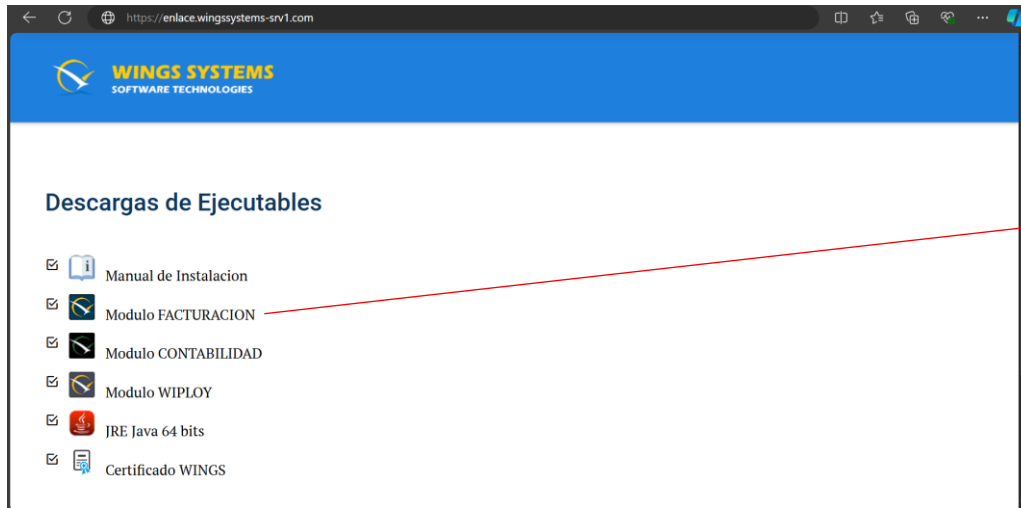 https://enlace.wingssystems-srv1.com
WINGS SYSTEMS
SOFTWARE TECHNOLOGIES
Descargas de Ejecutables
Manual de Instalacion
Modulo FACTURACION
Modulo CONTABILIDAD
Modulo WIPLOY
JRE Java 64 bits
Certificado WINGS